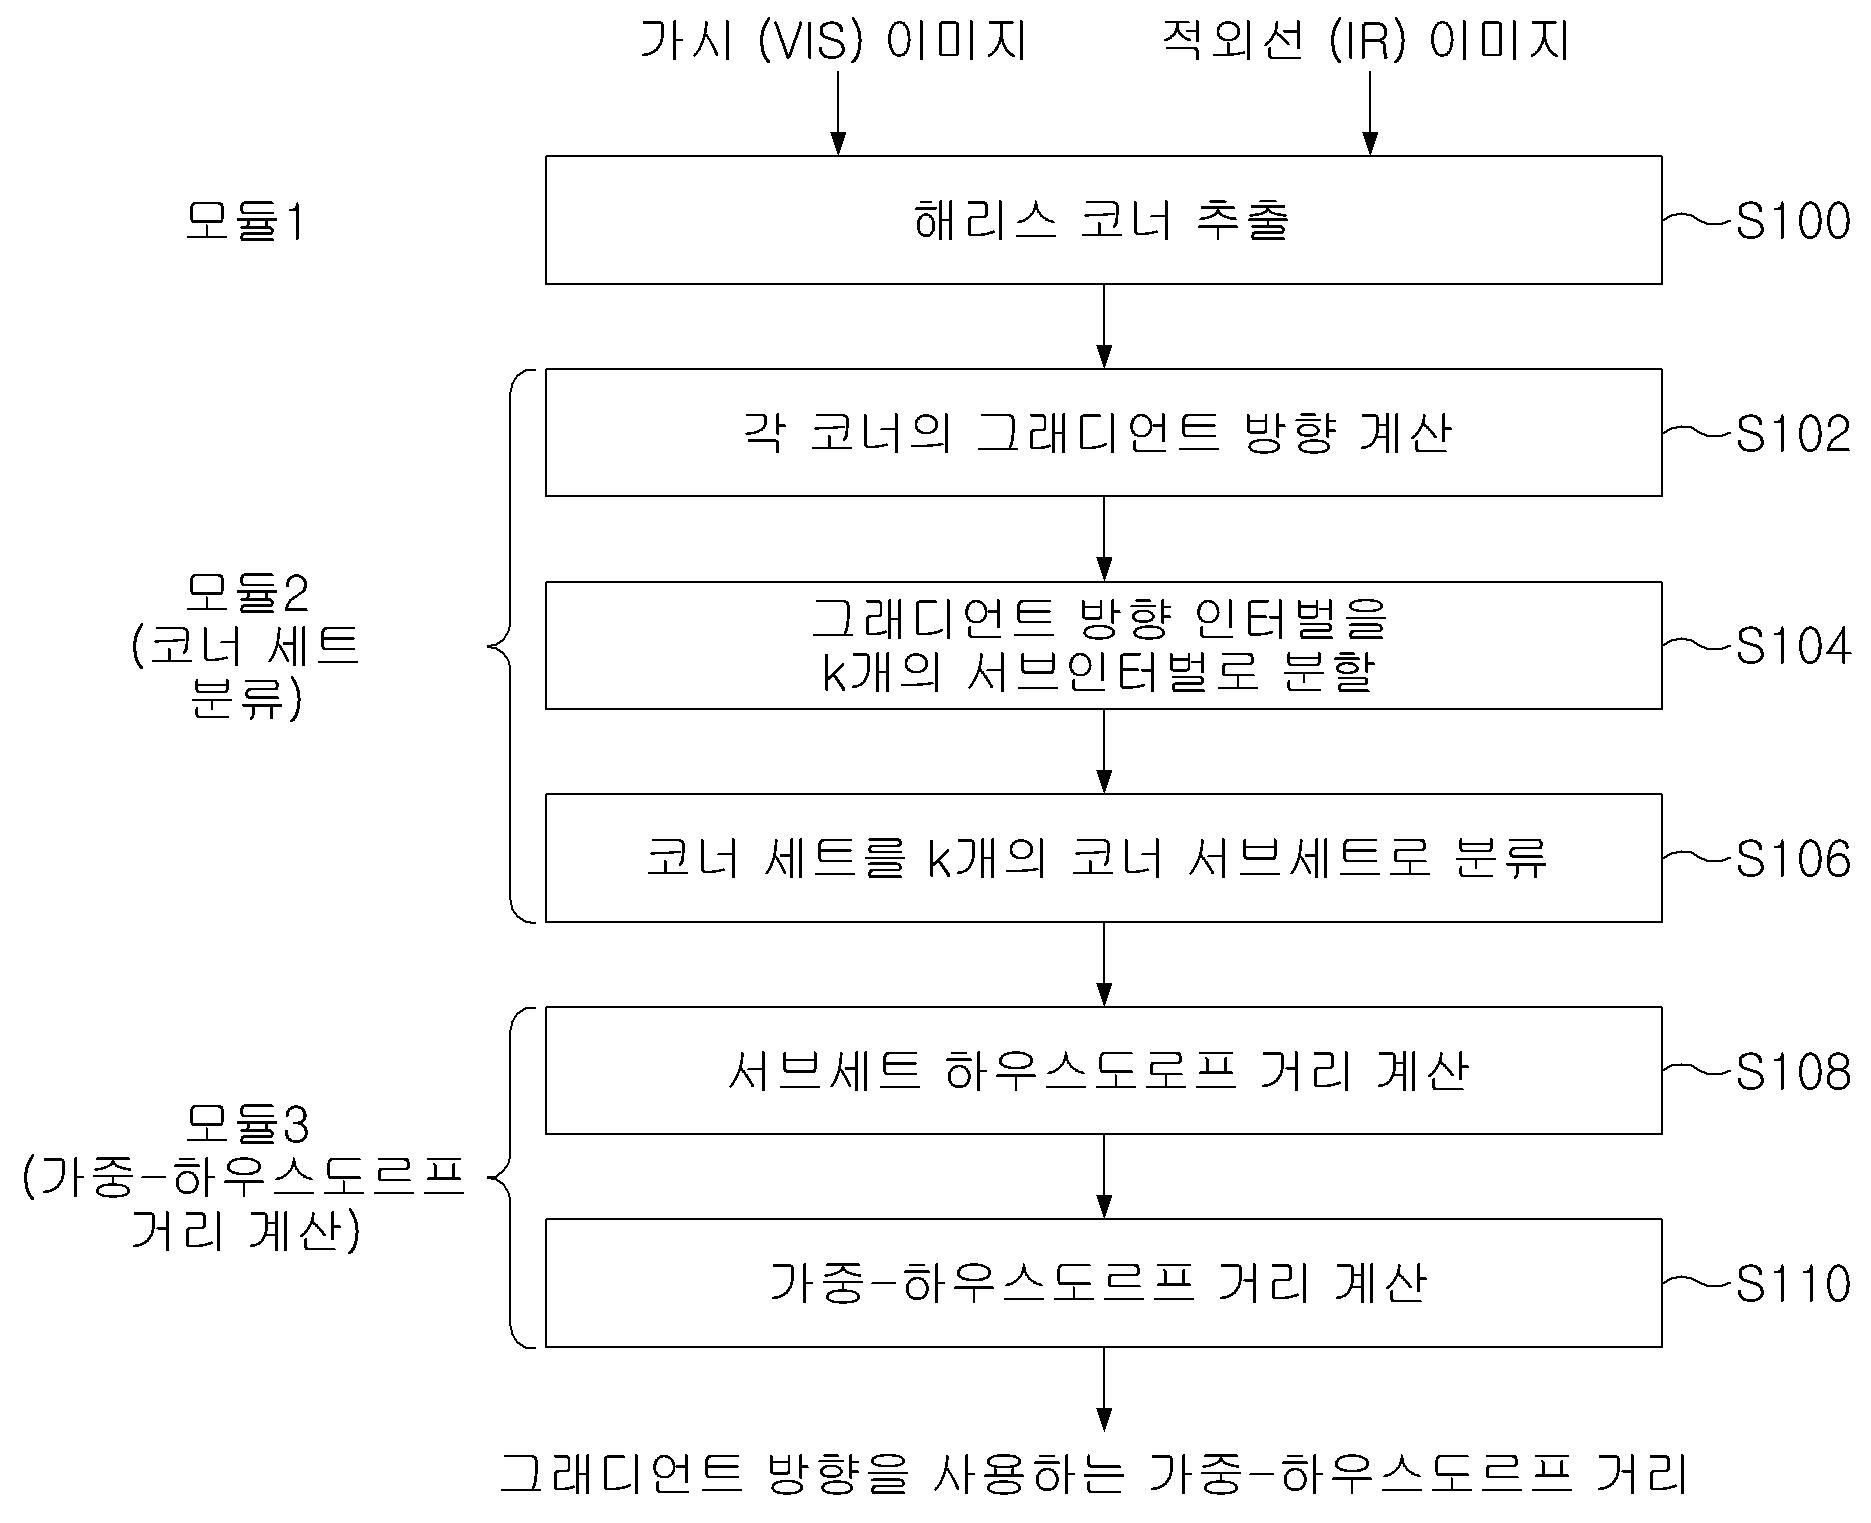 가시 (VIS) 이미지
적외선 (IR) 이미지
모듈1
해리스 코너 추출
S100
각 코너의 그래디언트 방향 계산
S102
모듈2
(코너 세트
분류)
그래디언트 방향 인터벌을
k개의 서브인터벌로 분할
S104
코너 세트를 k개의 코너 서브세트로 분류
S106
서브세트 하우스도로프 거리 계산
S108
모듈3
(가중-하우스도르프
거리 계산)
가중-하우스도르프 거리 계산
S110
그래디언트 방향을 사용하는 가중-하우스도르프 거리